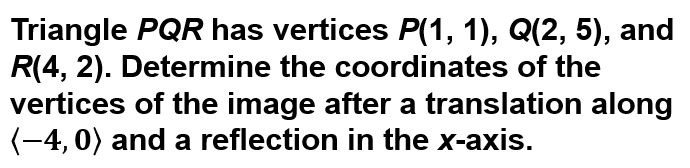 Triangle PQR has vertices P(1, 1), Q(2, 5), and
R(4, 2). Determine the coordinates of the
vertices of the image after a translation along
⟨−4, 0⟩ and a reflection in the x-axis.